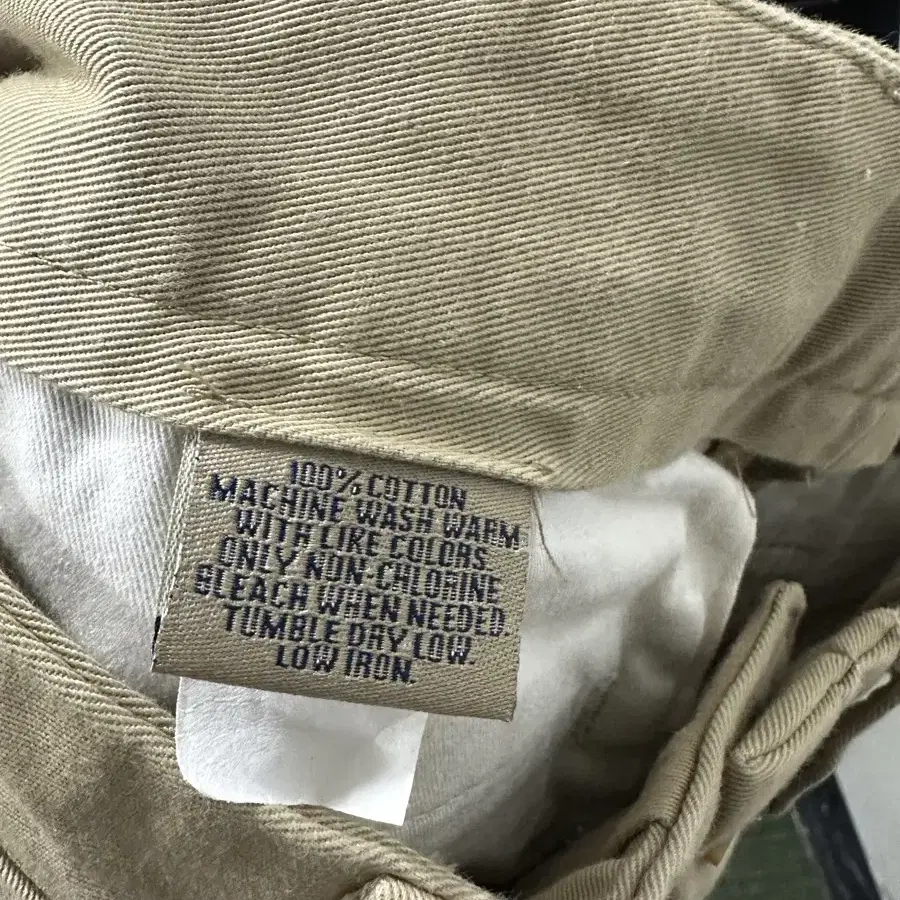 100% COTTON
MACHINE WASH WARM
WITH LIKE COLORS.
ONLY NON-CHLORINE
BLEACH WHEN NEEDED.
TUMBLE DRY LOW.
LOW IRON.